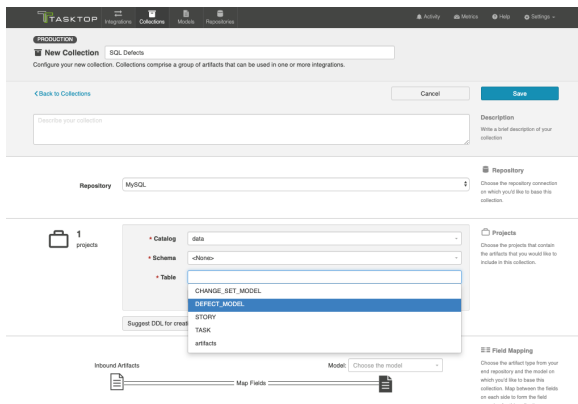 TASKTOP
Integrations
Collections
Models
Repositories
Activity
Metrics
Help
Settings
PRODUCTION
New Collection
SQL Defects
Configure your new collection. Collections comprise a group of artifacts that can be used in one or more integrations.
Back to Collections
Cancel
Save
Describe your collection
Description
Write a brief description of your
collection
Repository
MySQL
Repository
Choose the repository connection
on which you'd like to base this
collection.
1
projects
* Catalog
data
* Schema
<None>
* Table
CHANGE_SET_MODEL
DEFECT_MODEL
STORY
TASK
artifacts
Suggest DDL for creati
Projects
Choose the projects that contain
the artifacts that you would like to
include in this collection.
Inbound Artifacts
Map Fields
Model:
Choose the model
Field Mapping
Choose the artifact type from your
end repository and the model on
which you'd like to base this
collection. Map between the fields
on each side to form the field